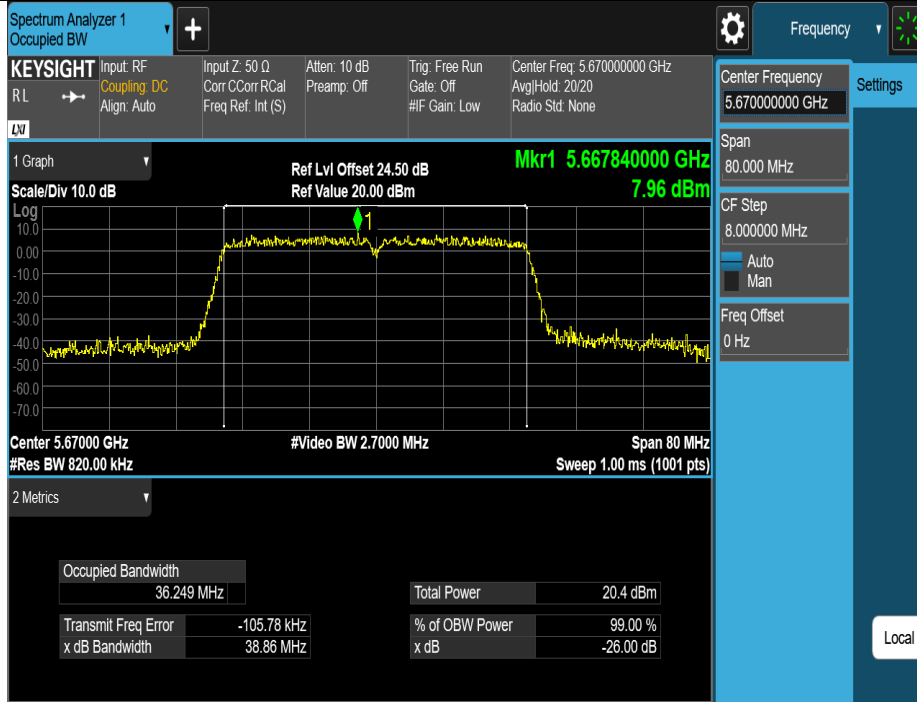 Spectrum Analyzer 1
Occupied BW
+
Frequency
KEYSIGHT
R L
LXI
Input: RF
Coupling: DC
Align: Auto
Input Z: 50 Ω
Corr CCorr RCal
Freq Ref: Int (S)
Atten: 10 dB
Preamp: Off
Trig: Free Run
Gate: Off
#IF Gain: Low
Center Freq: 5.670000000 GHz
Avg|Hold: 20/20
Radio Std: None
Center Frequency
5.670000000 GHz
Settings
Span
80.000 MHz
CF Step
8.000000 MHz
Auto
Man
Freq Offset
0 Hz
Local
1 Graph
Scale/Div 10.0 dB
Ref Lvl Offset 24.50 dB
Ref Value 20.00 dBm
Mkr1 5.667840000 GHz
7.96 dBm
Log
10.0
0.00
-10.0
-20.0
-30.0
-40.0
-50.0
-60.0
-70.0
1
Center 5.67000 GHz
#Res BW 820.00 kHz
#Video BW 2.7000 MHz
Span 80 MHz
Sweep 1.00 ms (1001 pts)
2 Metrics
Occupied Bandwidth
36.249 MHz
Transmit Freq Error -105.78 kHz
x dB Bandwidth 38.86 MHz
Total Power 20.4 dBm
% of OBW Power 99.00 %
x dB -26.00 dB